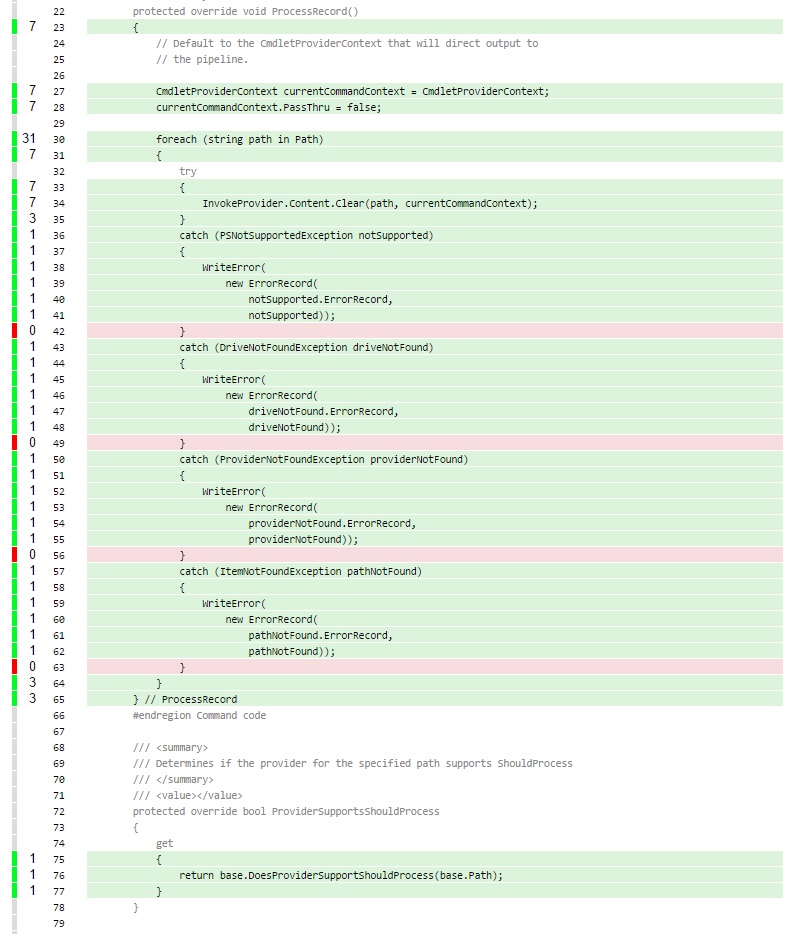 22 protected override void ProcessRecord()
7 23 {
24 // Default to the CmdletProviderContext that will direct output to
25 // the pipeline.
26
7 27 CmdletProviderContext currentCommandContext = CmdletProviderContext;
7 28 currentCommandContext.PassThru = false;
29
31 30 foreach (string path in Path)
7 31 {
32 try
7 33 {
7 34 InvokeProvider.Content.Clear(path, currentCommandContext);
3 35 }
1 36 catch (PSNotSupportedException notSupported)
1 37 {
1 38 WriteError(
1 39 new ErrorRecord(
1 40 notSupported.ErrorRecord,
1 41 notSupported));
0 42 }
1 43 catch (DriveNotFoundException driveNotFound)
1 44 {
1 45 WriteError(
1 46 new ErrorRecord(
1 47 driveNotFound.ErrorRecord,
1 48 driveNotFound));
0 49 }
1 50 catch (ProviderNotFoundException providerNotFound)
1 51 {
1 52 WriteError(
1 53 new ErrorRecord(
1 54 providerNotFound.ErrorRecord,
1 55 providerNotFound));
0 56 }
1 57 catch (ItemNotFoundException pathNotFound)
1 58 {
1 59 WriteError(
1 60 new ErrorRecord(
1 61 pathNotFound.ErrorRecord,
1 62 pathNotFound));
0 63 }
3 64 }
3 65 } // ProcessRecord
66 #endregion Command code
67
68 /// <summary>
69 /// Determines if the provider for the specified path supports ShouldProcess
70 /// </summary>
71 /// <value></value>
72 protected override bool ProviderSupportsShouldProcess
73 {
74 get
1 75 {
1 76 return base.DoesProviderSupportShouldProcess(base.Path);
1 77 }
78 }
79